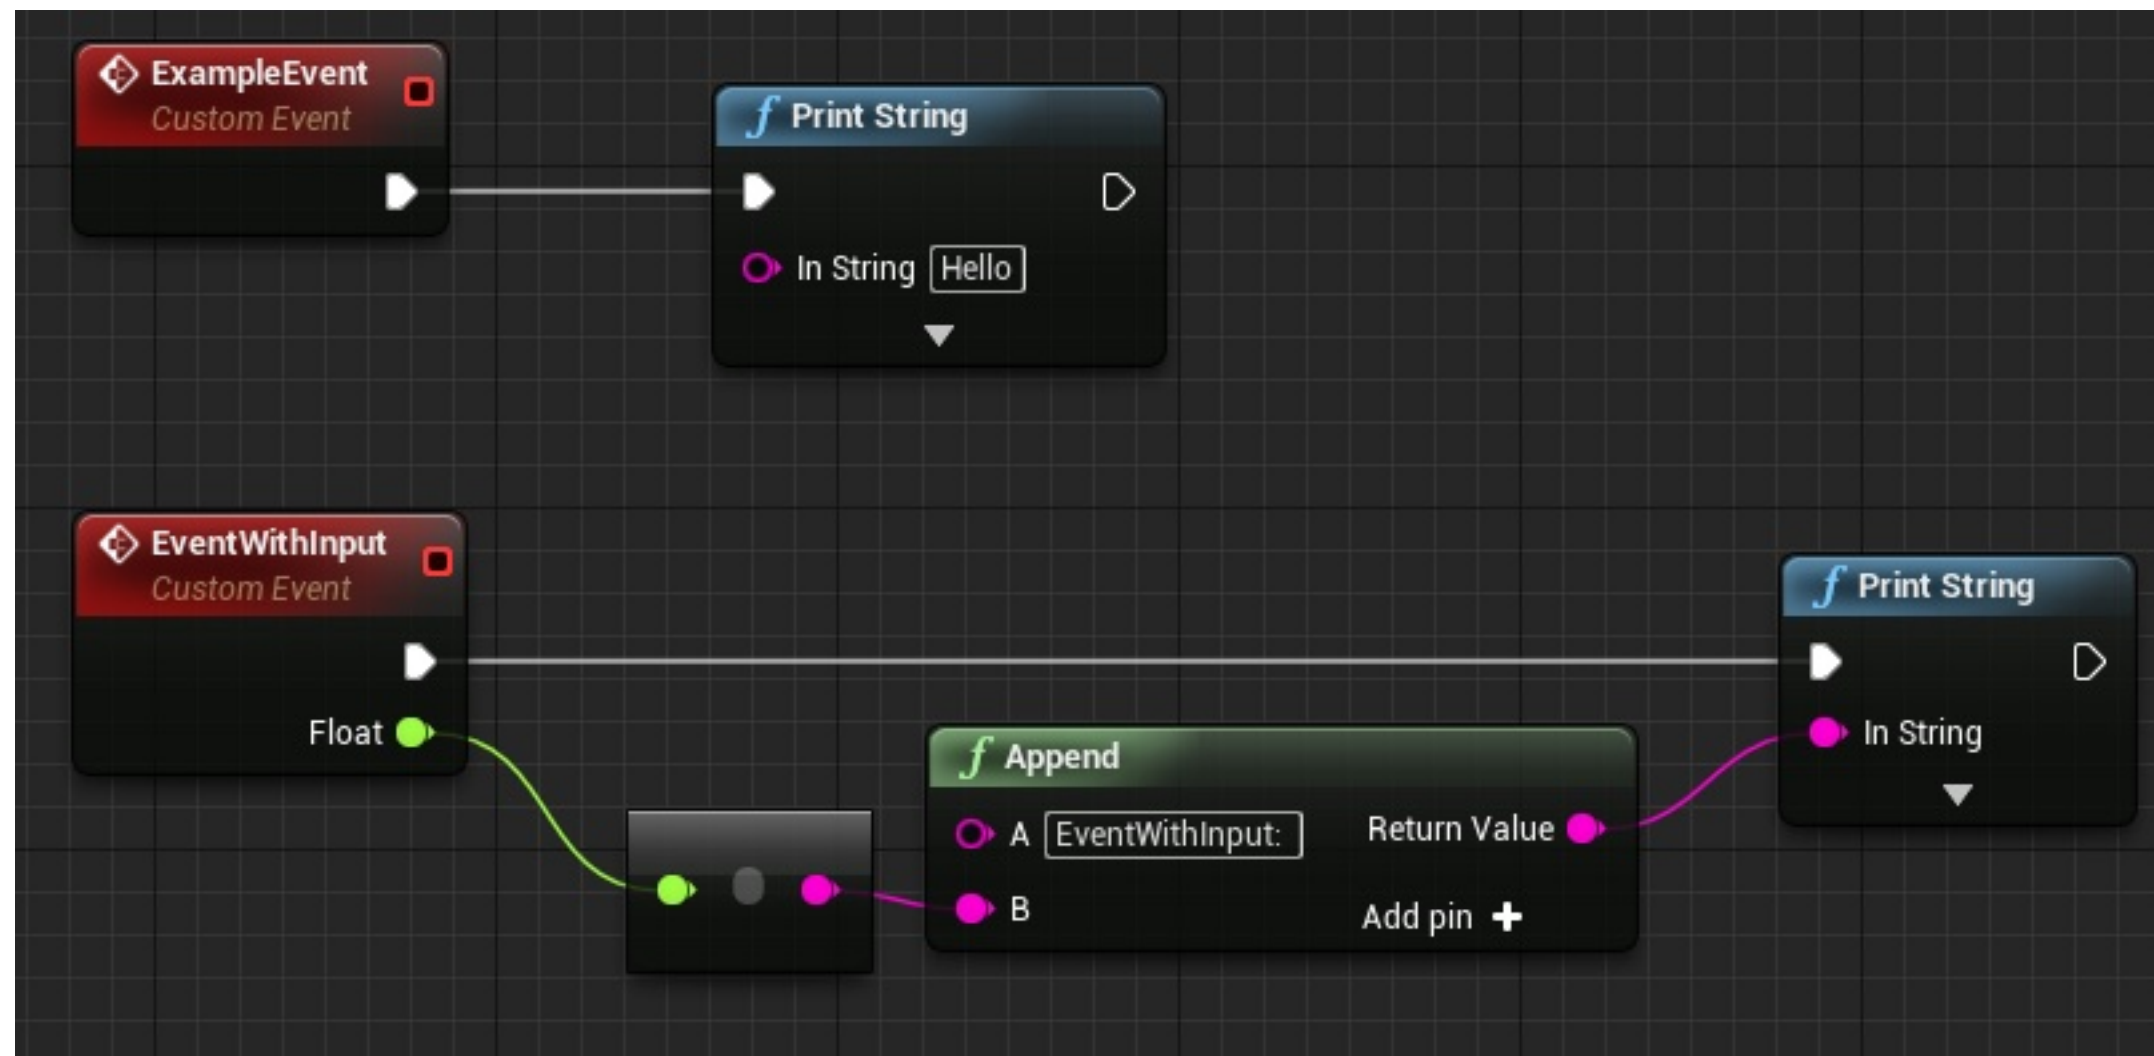 ExampleEvent
Custom Event
f Print String
In String Hello
EventWithInput
Custom Event
Float
f Print String
In String
f Append
A EventWithInput: Return Value
B Add pin